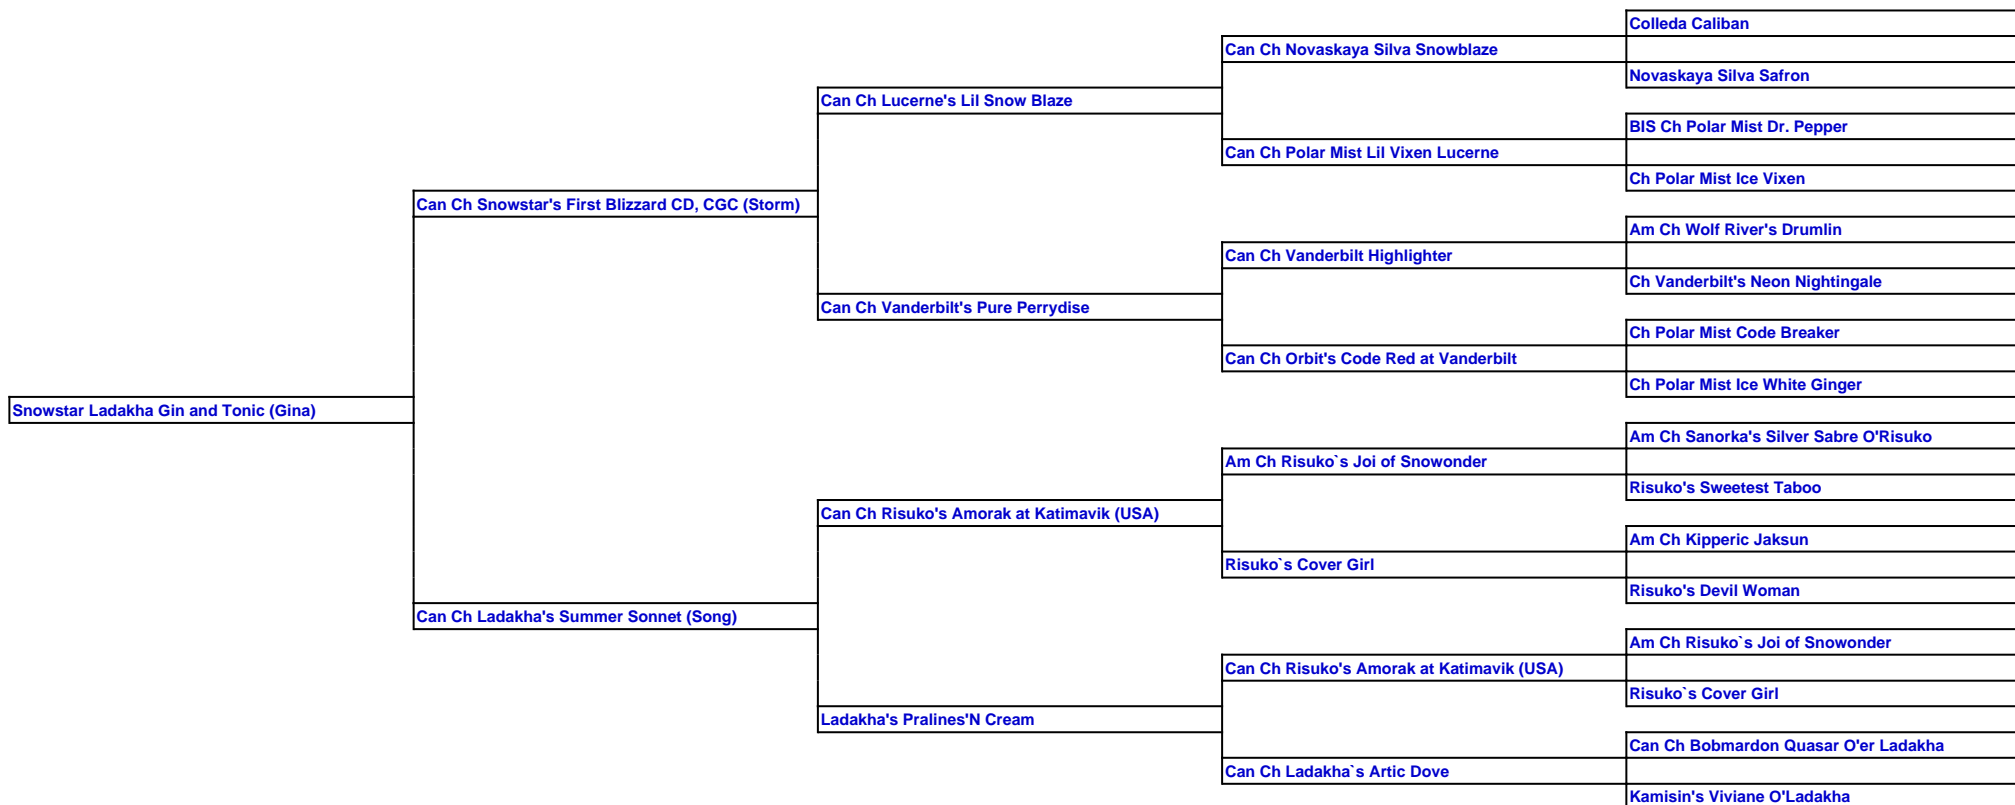 Colleda Caliban
Can Ch Novaskaya Silva Snowblaze
Novaskaya Silva Safron
Can Ch Lucerne's Lil Snow Blaze
BIS Ch Polar Mist Dr. Pepper
Can Ch Polar Mist Lil Vixen Lucerne
Ch Polar Mist Ice Vixen
Can Ch Snowstar's First Blizzard CD, CGC (Storm)
Am Ch Wolf River's Drumlin
Can Ch Vanderbilt Highlighter
Ch Vanderbilt's Neon Nightingale
Can Ch Vanderbilt's Pure Perrydise
Ch Polar Mist Code Breaker
Can Ch Orbit's Code Red at Vanderbilt
Ch Polar Mist Ice White Ginger
Snowstar Ladakha Gin and Tonic (Gina)
Am Ch Sanorka's Silver Sabre O'Risuko
Am Ch Risuko`s Joi of Snowonder
Risuko's Sweetest Taboo
Can Ch Risuko's Amorak at Katimavik (USA)
Am Ch Kipperic Jaksun
Risuko`s Cover Girl
Risuko's Devil Woman
Can Ch Ladakha's Summer Sonnet (Song)
Am Ch Risuko`s Joi of Snowonder
Can Ch Risuko's Amorak at Katimavik (USA)
Risuko`s Cover Girl
Ladakha's Pralines'N Cream
Can Ch Bobmardon Quasar O'er Ladakha
Can Ch Ladakha`s Artic Dove
Kamisin's Viviane O'Ladakha